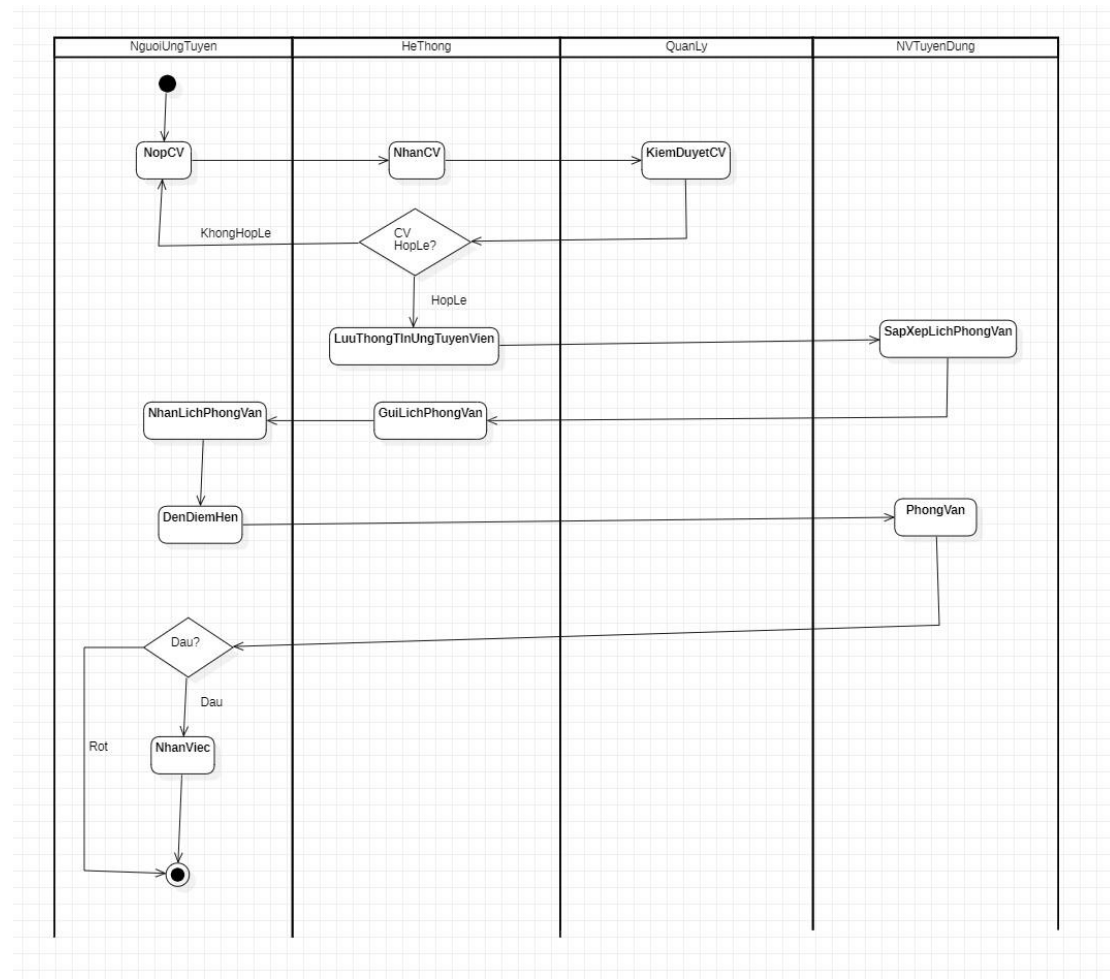 NguoiUngTuyen
HeThong
QuanLy
NVTuyenDung
NopCV
NhanCV
KiemDuyetCV
KhongHopLe
CV
HopLe?
HopLe
LuuThongTInUngTuyenVien
SapXepLichPhongVan
NhanLichPhongVan
GuiLichPhongVan
DenDiemHen
PhongVan
Dau?
Dau
Rot
NhanViec